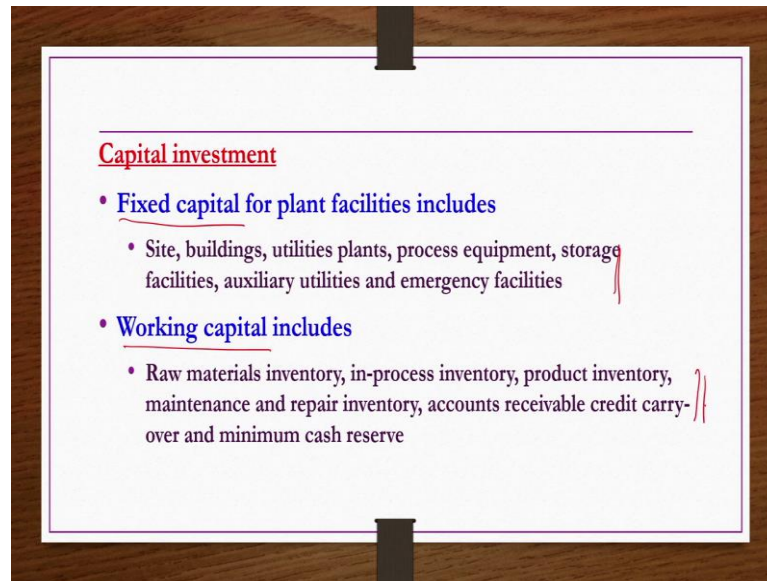 Capital investment
• Fixed capital for plant facilities includes
• Site, buildings, utilities plants, process equipment, storage
facilities, auxiliary utilities and emergency facilities
• Working capital includes
• Raw materials inventory, in-process inventory, product inventory,
maintenance and repair inventory, accounts receivable credit carry-
over and minimum cash reserve